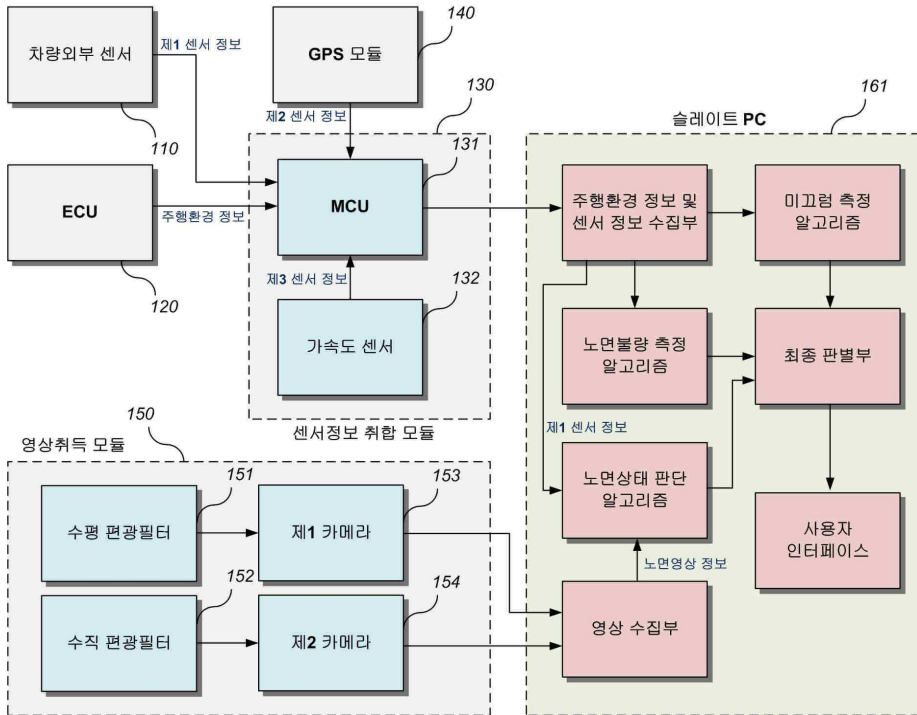 차량외부 센서
110
제1 센서 정보
GPS 모듈
140
제2 센서 정보
130
ECU
120
주행환경 정보
MCU
131
제3 센서 정보
가속도 센서
132
센서정보 취합 모듈
영상취득 모듈
150
수평 편광필터
151
제1 카메라
153
수직 편광필터
152
제2 카메라
154
슬레이트 PC
161
주행환경 정보 및
센서 정보 수집부
미끄럼 측정
알고리즘
노면불량 측정
알고리즘
최종 판별부
제1 센서 정보
노면상태 판단
알고리즘
사용자
인터페이스
노면영상 정보
영상 수집부